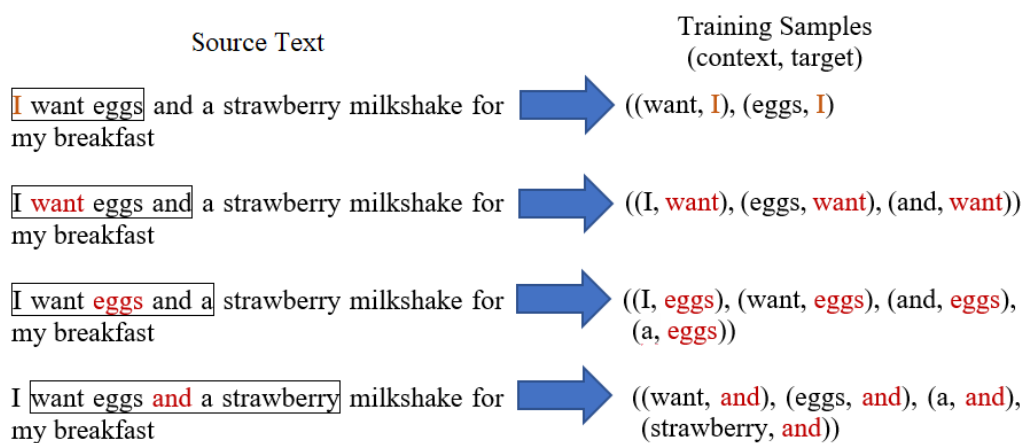 Source Text
Training Samples
(context, target)
I want eggs and a strawberry milkshake for
my breakfast
((want, I), (eggs, I)
I want eggs and a strawberry milkshake for
my breakfast
((I, want), (eggs, want), (and, want))
I want eggs and a strawberry milkshake for
my breakfast
((I, eggs), (want, eggs), (and, eggs),
(a, eggs))
I want eggs and a strawberry milkshake for
my breakfast
((want, and), (eggs, and), (a, and),
(strawberry, and))